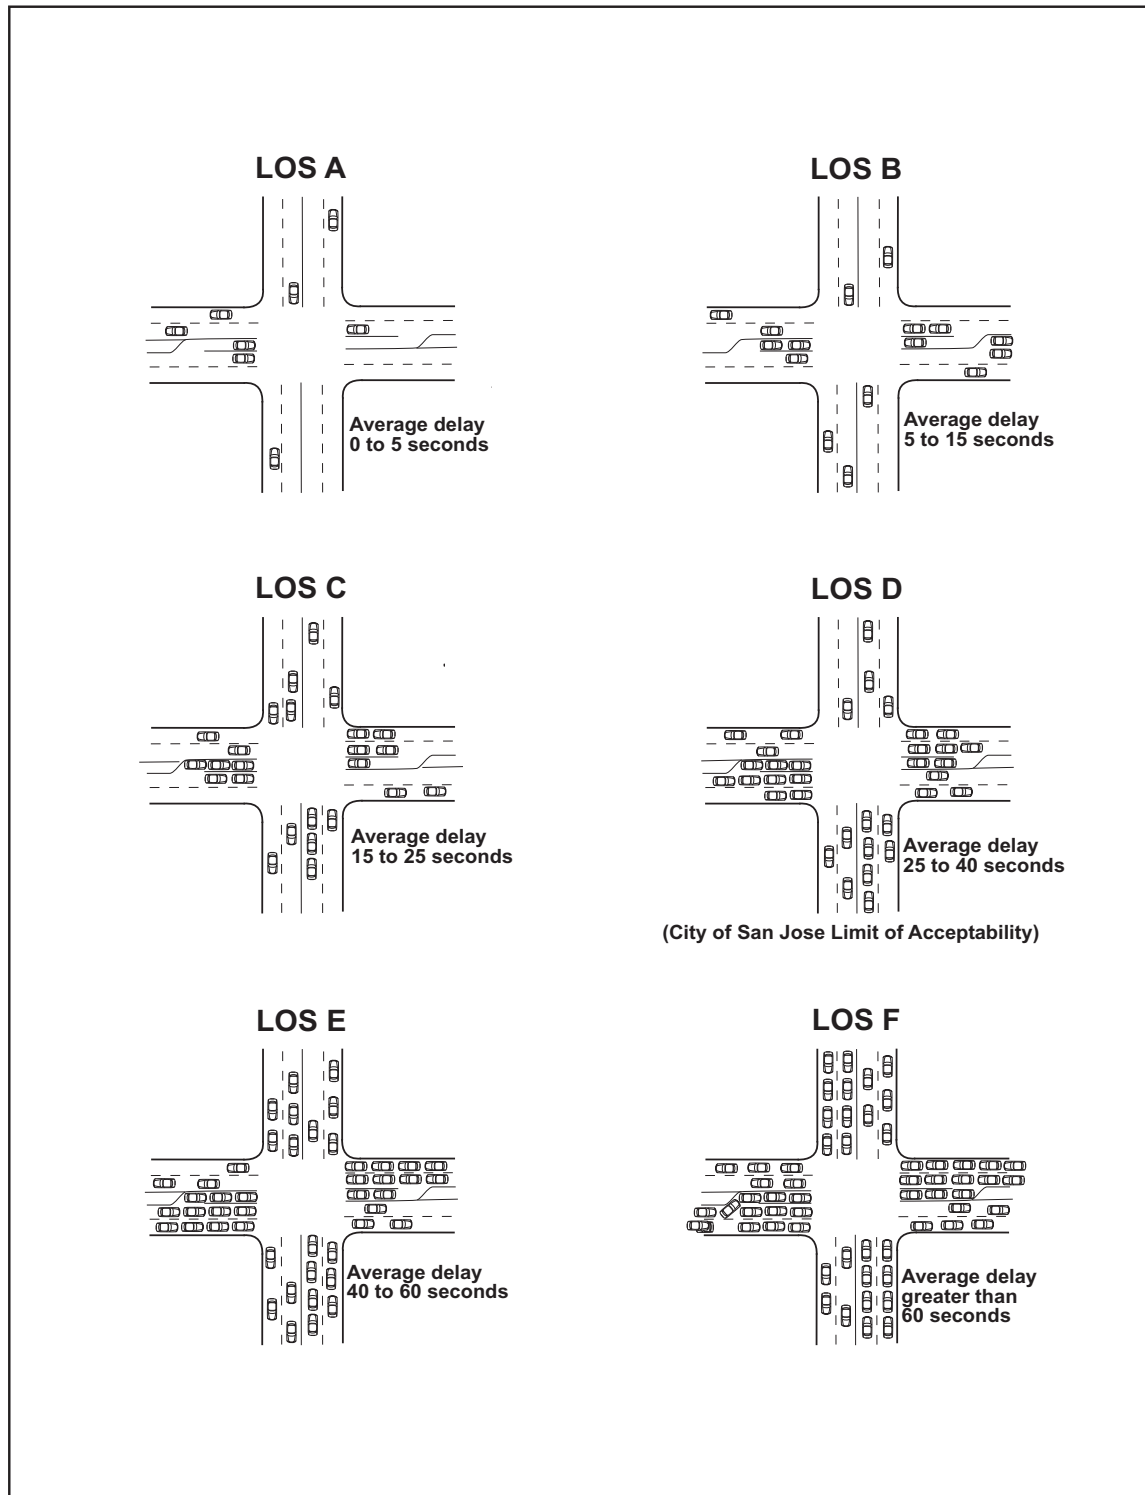 LOS A
LOS B
Average delay
0 to 5 seconds
Average delay
5 to 15 seconds
LOS C
LOS D
Average delay
15 to 25 seconds
Average delay
25 to 40 seconds
(City of San Jose Limit of Acceptability)
LOS E
LOS F
Average delay
40 to 60 seconds
Average delay
greater than
60 seconds